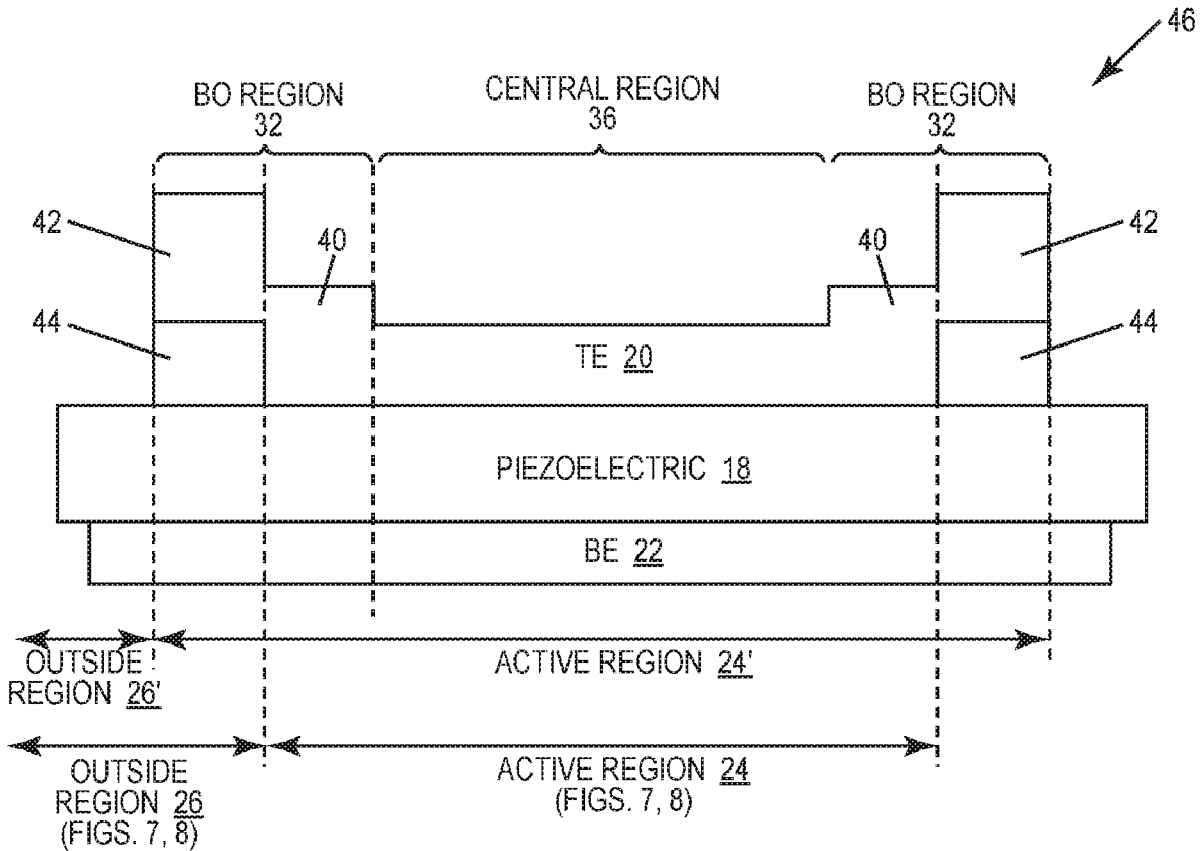 46
BO REGION
32
CENTRAL REGION
36
BO REGION
32
42
40
40
42
44
44
TE 20
PIEZOELECTRIC 18
BE 22
OUTSIDE
REGION 26'
ACTIVE REGION 24'
OUTSIDE
REGION 26
(FIGS. 7, 8)
ACTIVE REGION 24
(FIGS. 7, 8)